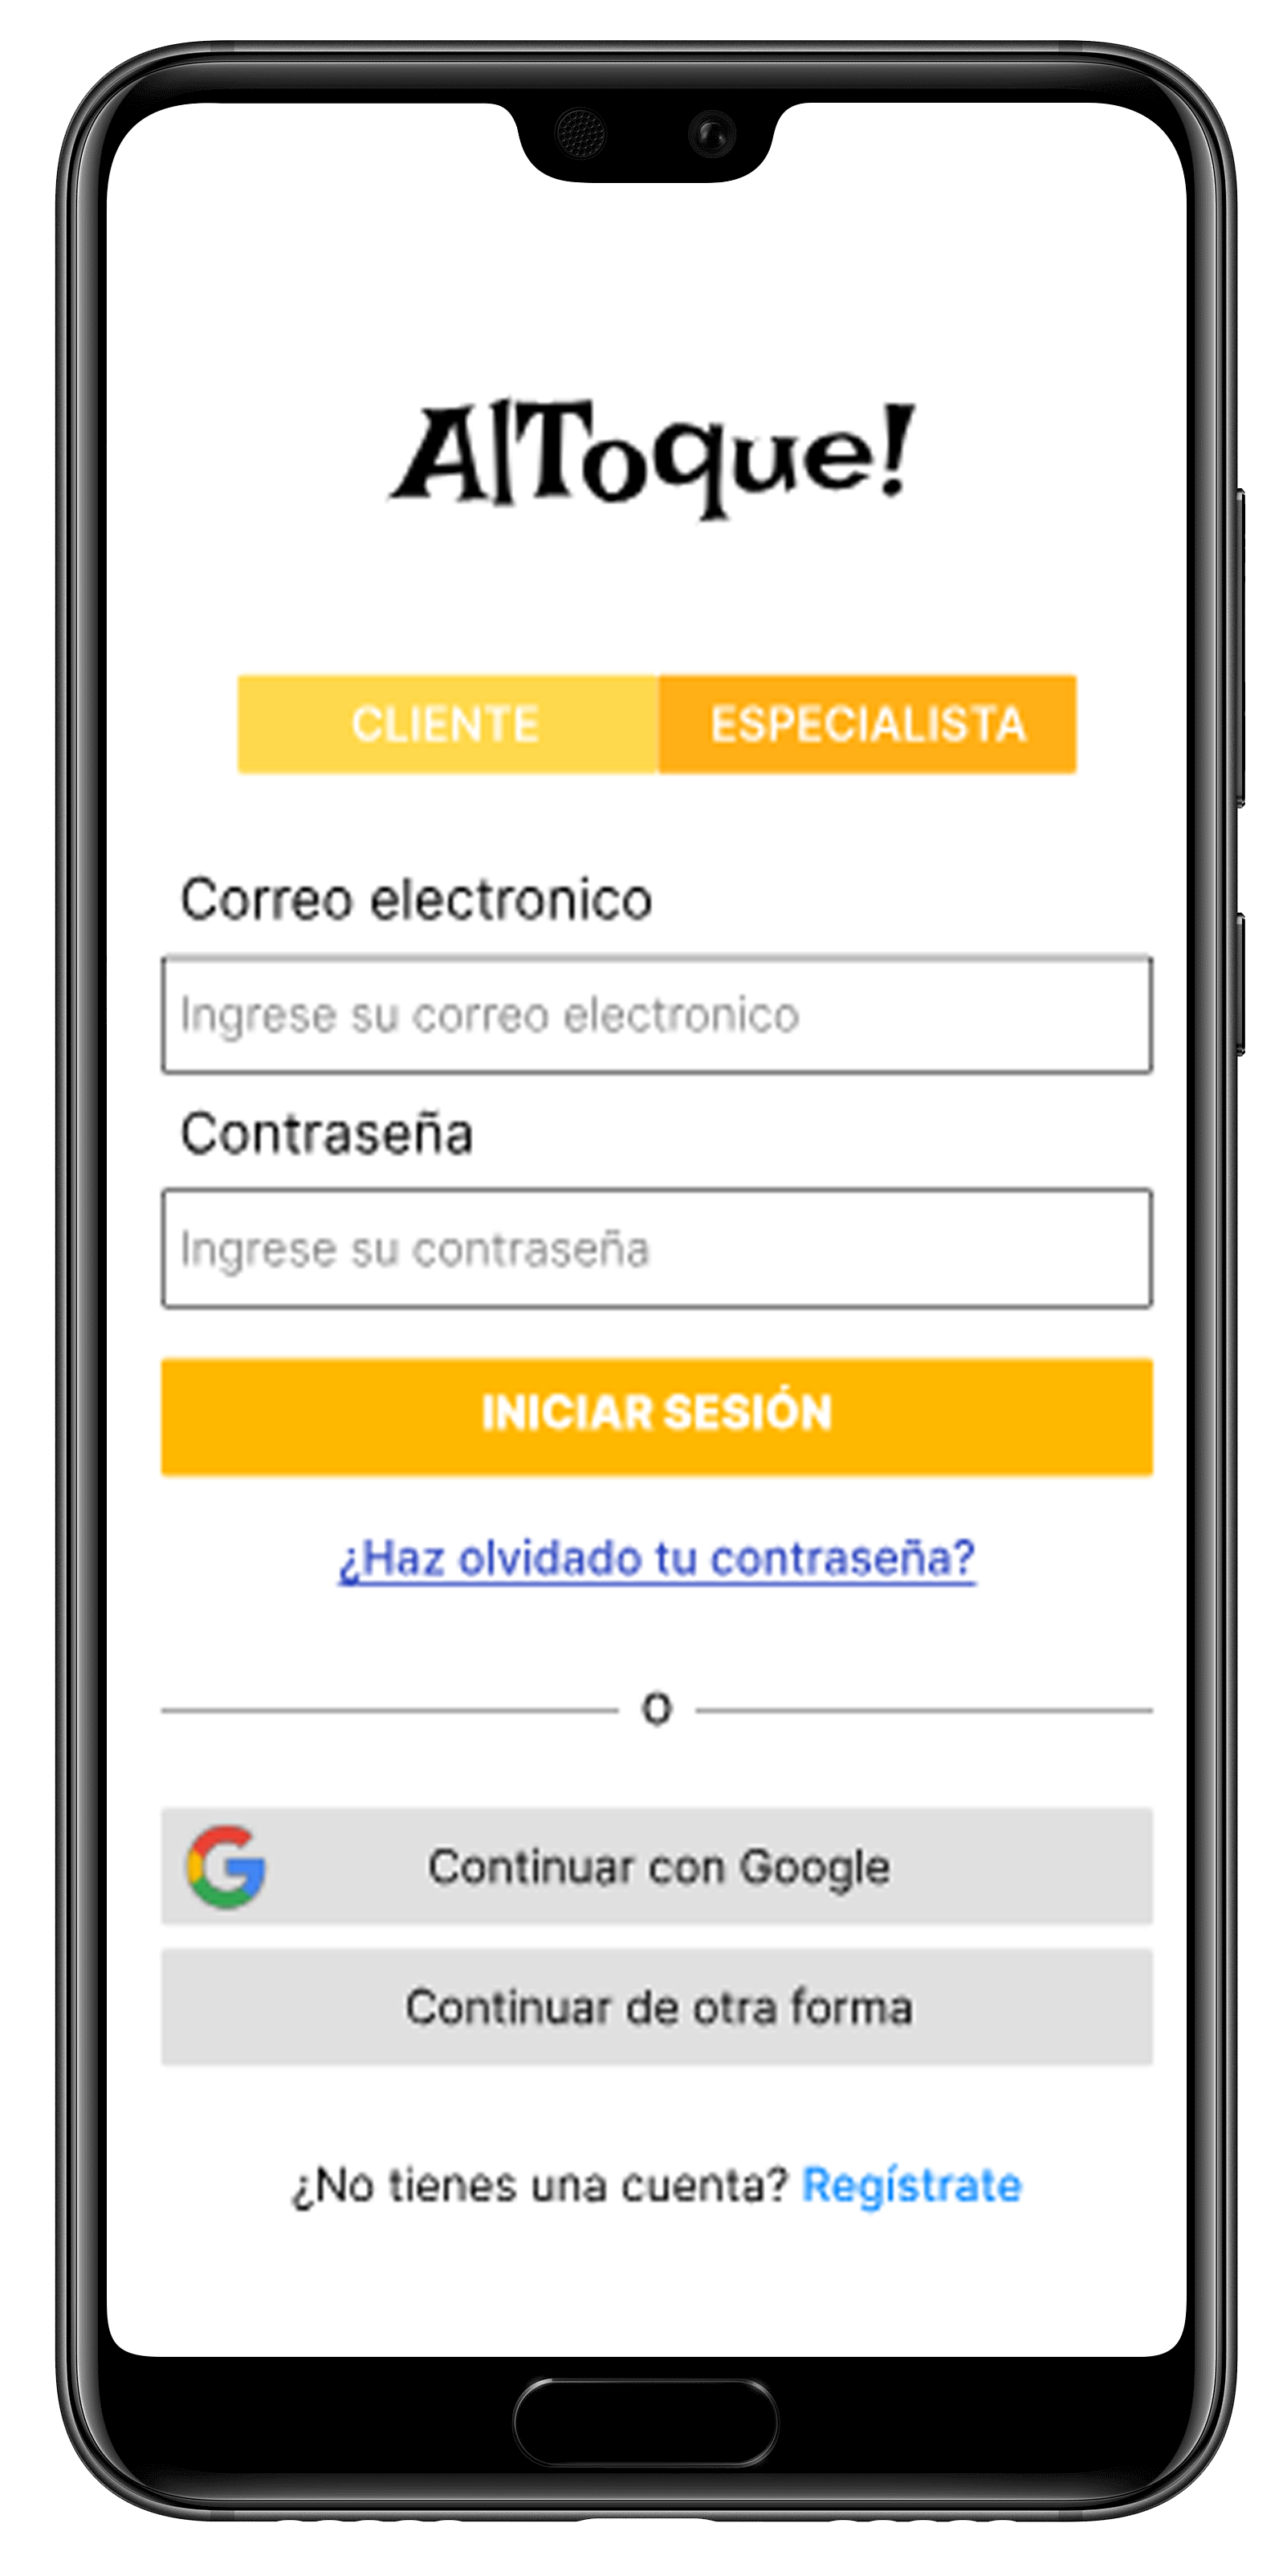 AlToque!
CLIENTE ESPECIALISTA
Correo electronico
Ingrese su correo electronico
Contraseña
Ingrese su contraseña
INICIAR SESIÓN
¿Haz olvidado tu contraseña?
O
Continuar con Google
Continuar de otra forma
¿No tienes una cuenta? Regístrate